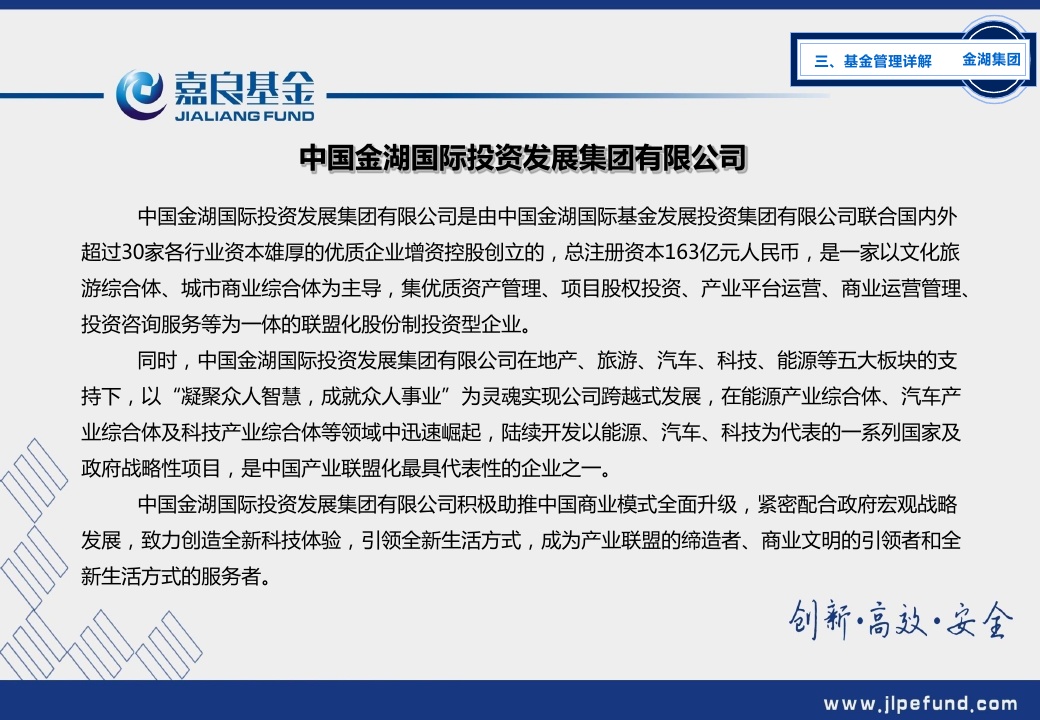 三、基金管理详解
金湖集团
嘉良基金
JIALIANG FUND
中国金湖国际投资发展集团有限公司
中国金湖国际投资发展集团有限公司是由中国金湖国际基金发展投资集团有限公司联合国内外
超过30家各行业资本雄厚的优质企业增资控股创立的，总注册资本163亿元人民币，是一家以文化旅
游综合体、城市商业综合体为主导，集优质资产管理、项目股权投资、产业平台运营、商业运营管理、
投资咨询服务等为一体的联盟化股份制投资型企业。
同时，中国金湖国际投资发展集团有限公司在地产、旅游、汽车、科技、能源等五大板块的支
持下，以“凝聚众人智慧，成就众人事业”为灵魂实现公司跨越式发展，在能源产业综合体、汽车产
业综合体及科技产业综合体等领域中迅速崛起，陆续开发以能源、汽车、科技为代表的一系列国家及
政府战略性项目，是中国产业联盟化最具代表性的企业之一。
中国金湖国际投资发展集团有限公司积极助推中国商业模式全面升级，紧密配合政府宏观战略
发展，致力创造全新科技体验，引领全新生活方式，成为产业联盟的缔造者、商业文明的引领者和全
新生活方式的服务者。
创新·高效·安全
www.jlpefund.com